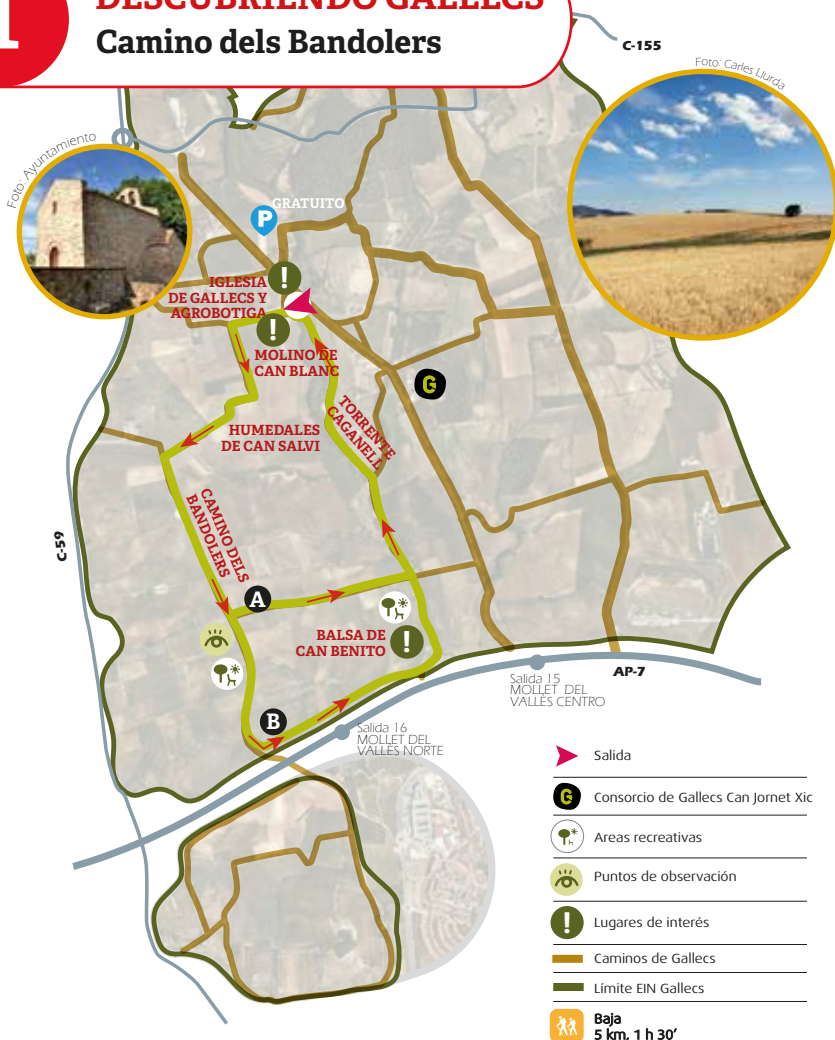 1
DESCUBRIENDO GALLECS
Camino dels Bandolers
C-155
Foto: Carles Llurda
Foto: Ayuntamiento
P
GRATUITO
IGLESIA
DE GALLECS Y
AGROBOTIGA
MOLINO DE
CAN BLANC
G
HUMEDALES
DE CAN SALVI
TORRENTE
CAGANELL
CAMINO DELS
BANDOLERS
C-59
A
BALSA DE
CAN BENITO
B
AP-7
Salida 15
MOLLET DEL
VALLÈS CENTRO
Salida 16
MOLLET DEL
VALLÈS NORTE
Salida
G
Consorcio de Gallecs Can Jornet Xic
Areas recreativas
Puntos de observación
Lugares de interés
Caminos de Gallecs
Límite EIN Gallecs
Baja
5 km, 1 h 30’